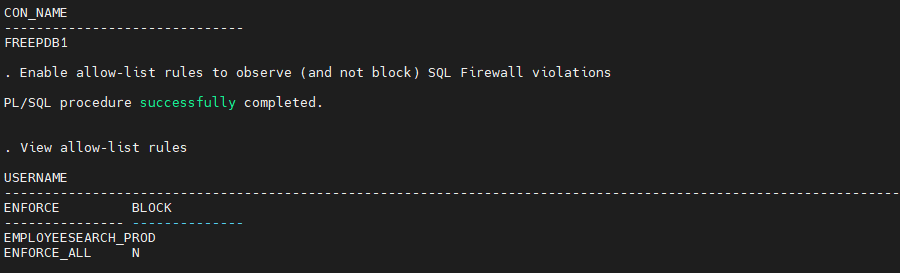 CON_NAME
------------------------------
FREEPDB1
. Enable allow-list rules to observe (and not block) SQL Firewall violations
PL/SQL procedure successfully completed.
. View allow-list rules
USERNAME
----------------------------------------------------------------------------------------------------------------
ENFORCE         BLOCK
--------------- --------------
EMPLOYEESEARCH_PROD
ENFORCE_ALL     N